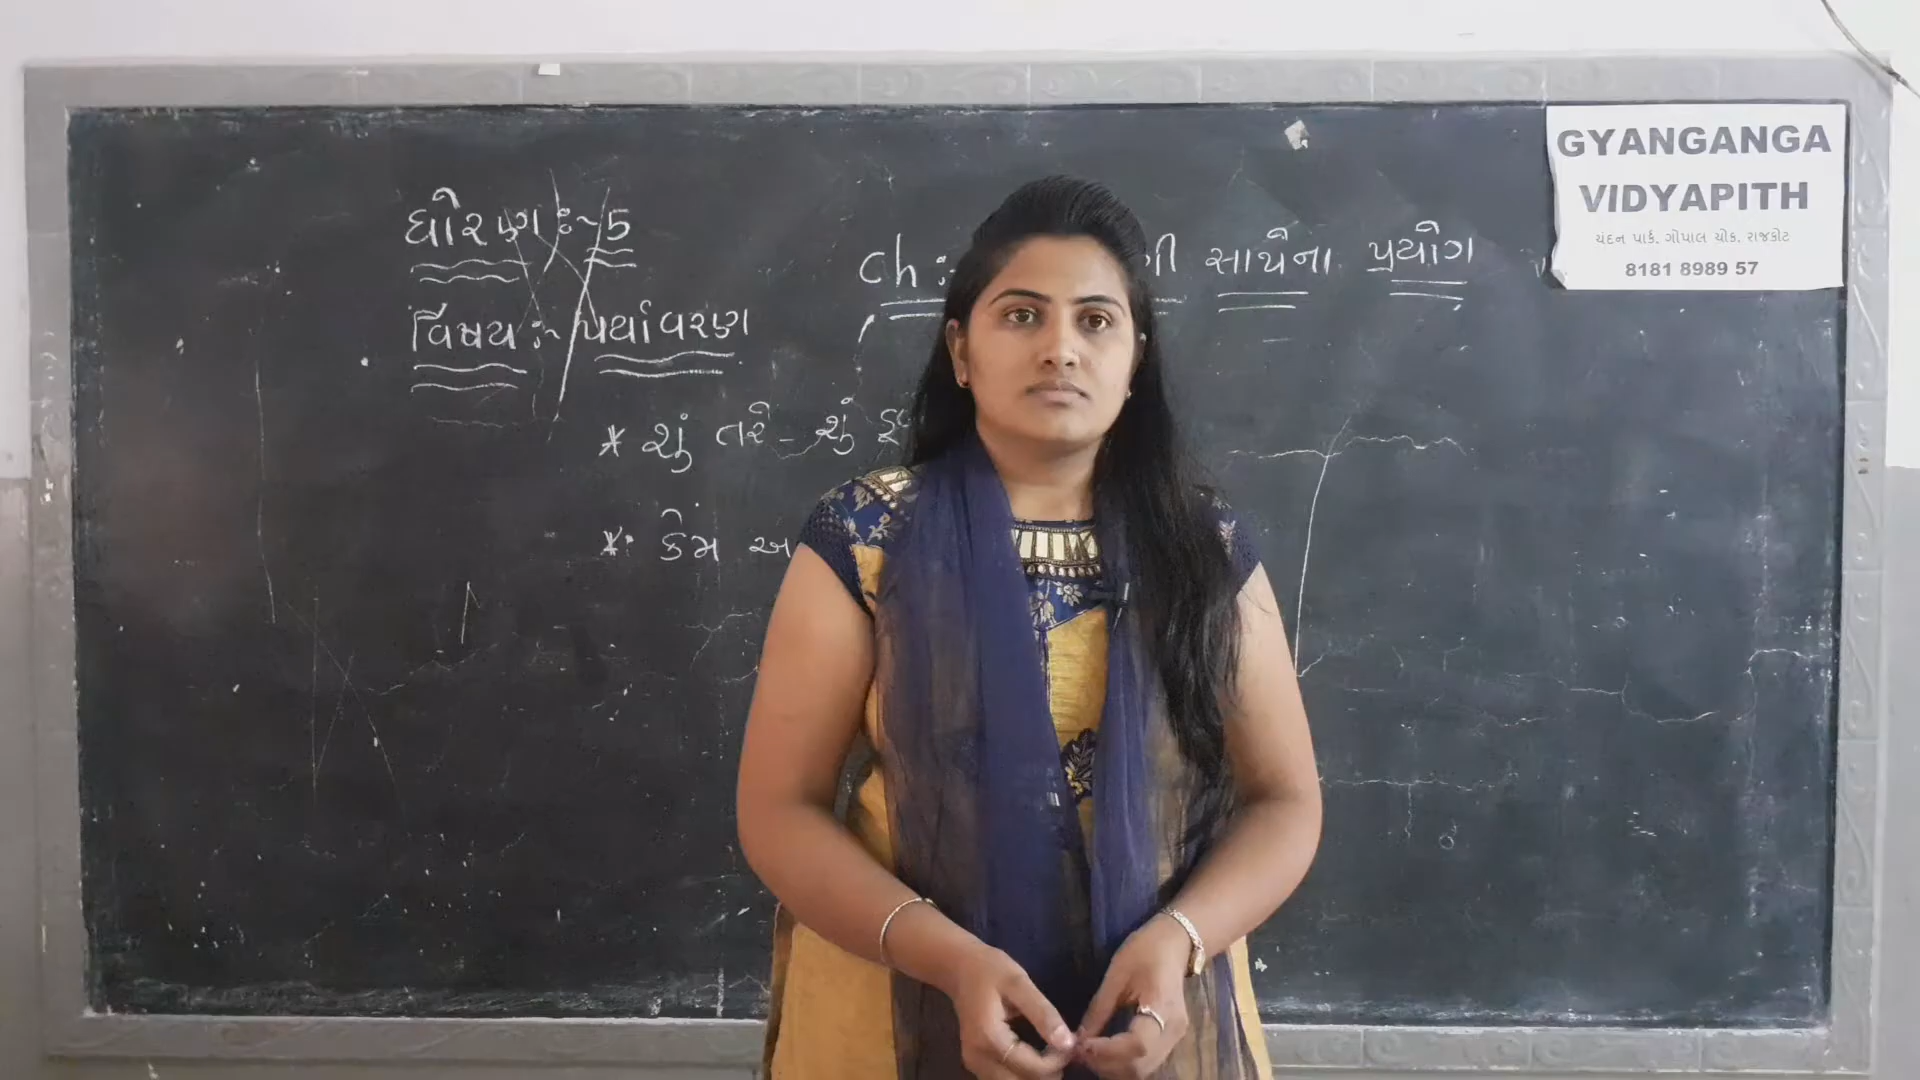 ધોરણ :- 5
વિષય :- પર્યાવરણ
Ch :- સાથેના પ્રયોગ
* શું તરે - શું
* કેમ
GYANGANGA
VIDYAPITH
ચંદન પાર્ક, ગોપાલ ચોક, રાજકોટ
8181 8989 57